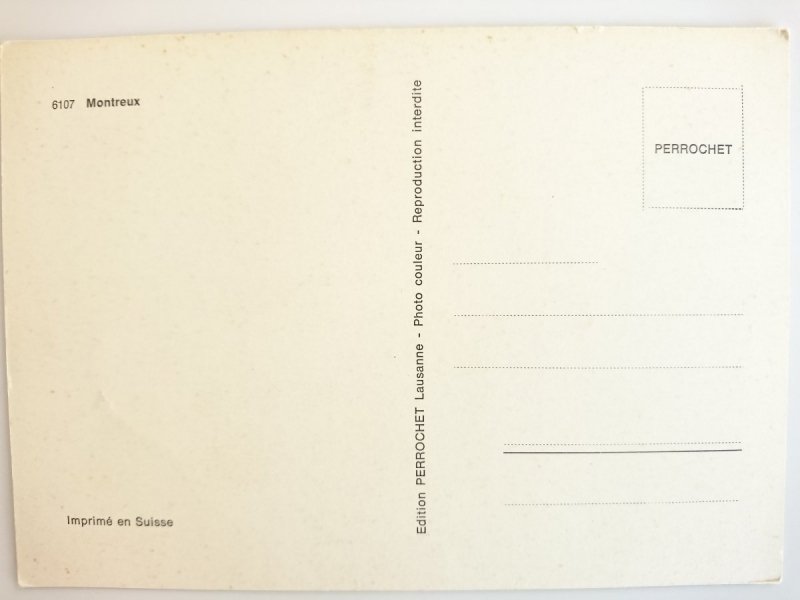 6107 Montreux
Imprimé en Suisse
Edition PERROCHET Lausanne - Photo couleur - Reproduction interdite
PERROCHET